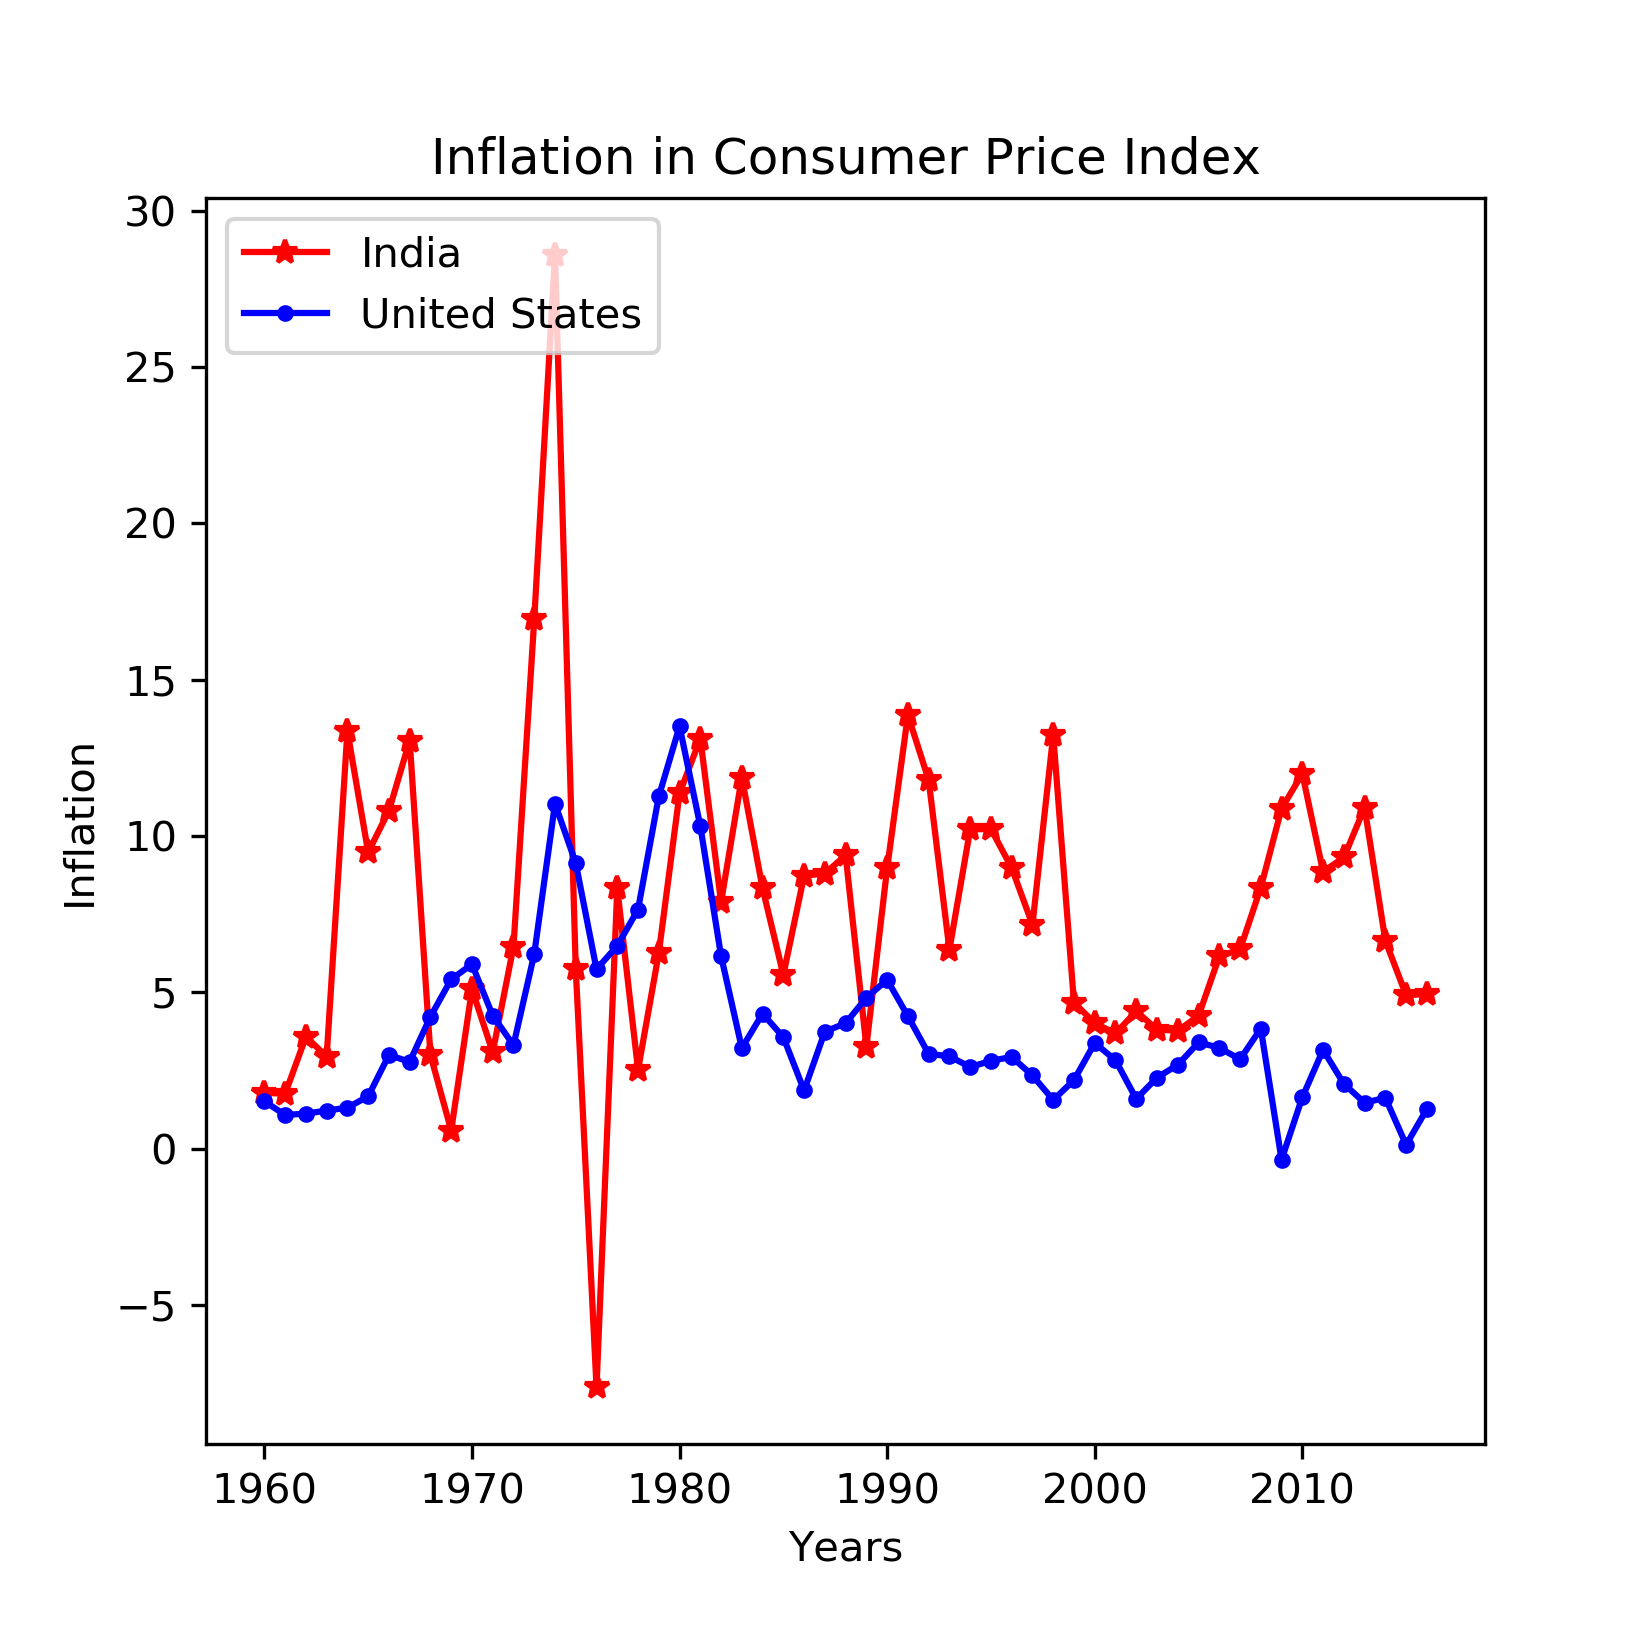 Inflation in Consumer Price Index
India
United States
Inflation
30
25
20
15
10
5
0
−5
1960 1970 1980 1990 2000 2010
Years